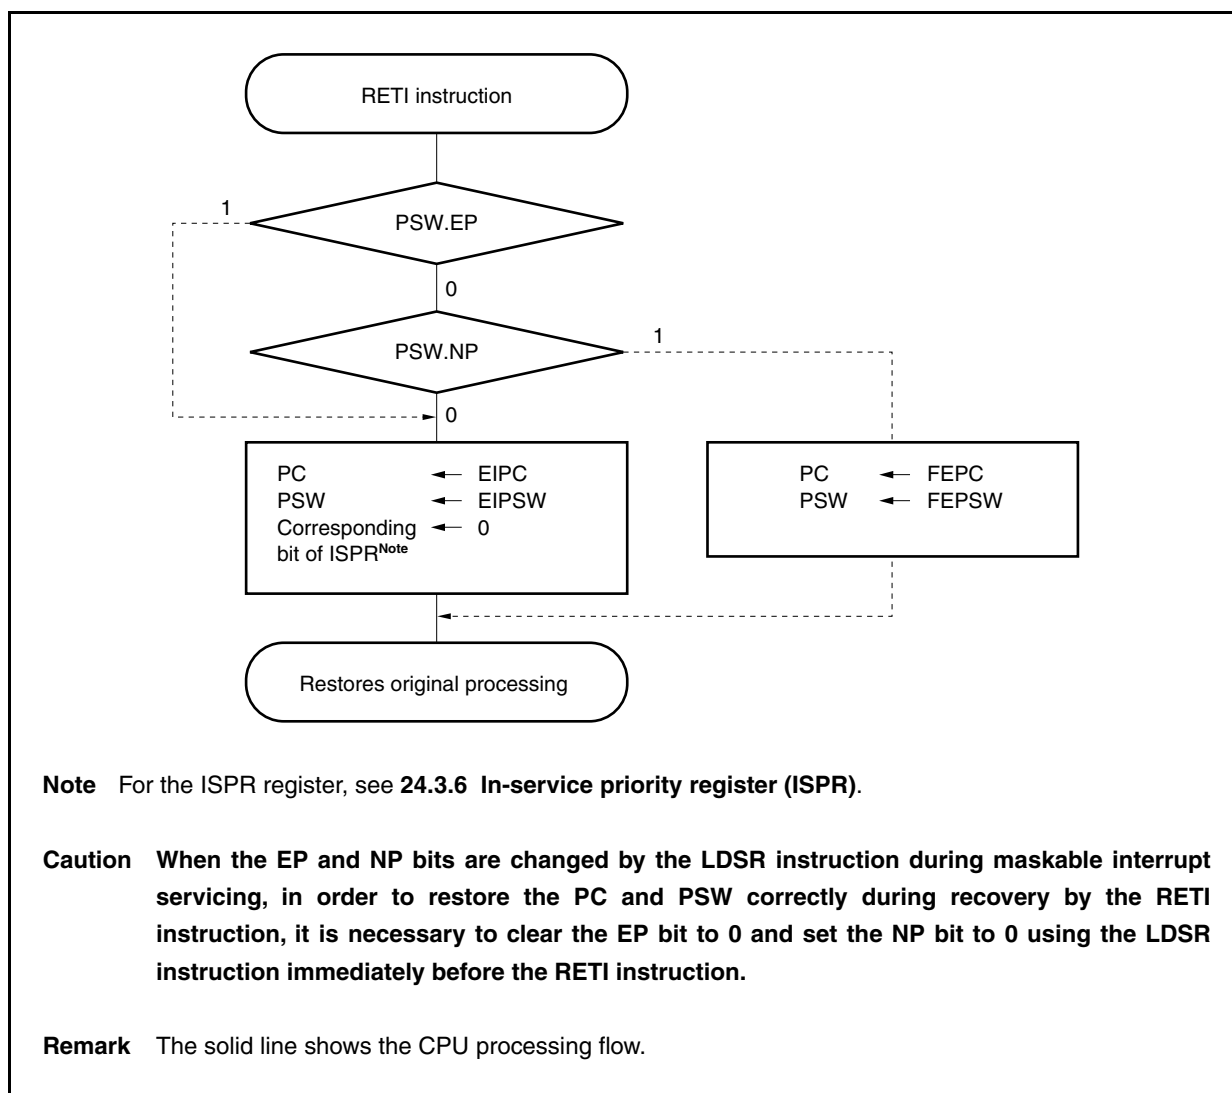 RETI instruction
1
PSW.EP
0
1
PSW.NP
0
PC ← EIPC
PSW ← EIPSW
Corresponding ← 0
bit of ISPRNote
PC ← FEPC
PSW ← FEPSW
Restores original processing
Note For the ISPR register, see 24.3.6 In-service priority register (ISPR).
Caution When the EP and NP bits are changed by the LDSR instruction during maskable interrupt
servicing, in order to restore the PC and PSW correctly during recovery by the RETI
instruction, it is necessary to clear the EP bit to 0 and set the NP bit to 0 using the LDSR
instruction immediately before the RETI instruction.
Remark The solid line shows the CPU processing flow.